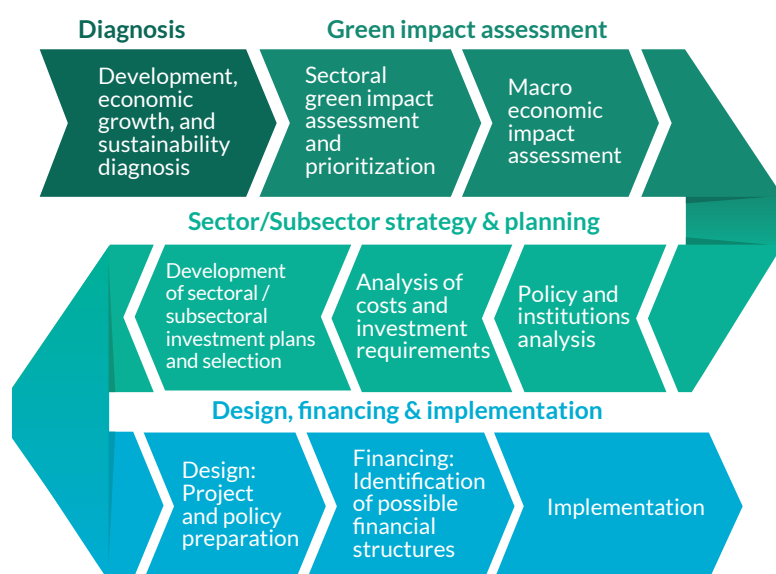 Diagnosis
Green impact assessment
Development,
economic
growth, and
sustainability
diagnosis
Sectoral
green impact
assessment
and
prioritization
Macro
economic
impact
assessment
Sector/Subsector strategy & planning
Development
of sectoral /
subsectoral
investment plans
and selection
Analysis of
costs and
investment
requirements
Policy and
institutions
analysis
Design, financing & implementation
Design:
Project
and policy
preparation
Financing:
Identification
of possible
financial
structures
Implementation